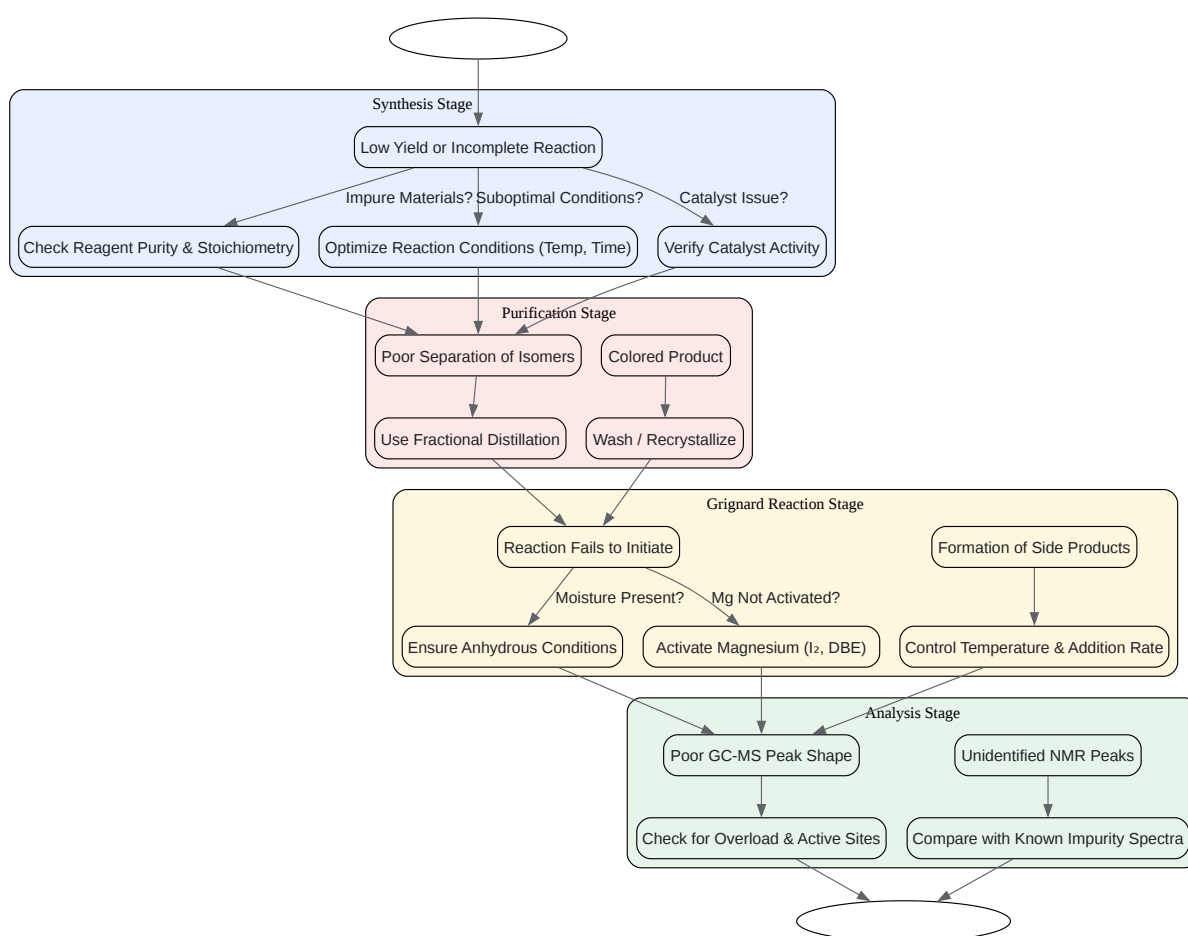 Synthesis Stage
Low Yield or Incomplete Reaction
Impure Materials?
Suboptimal Conditions?
Catalyst Issue?
Check Reagent Purity & Stoichiometry
Optimize Reaction Conditions (Temp, Time)
Verify Catalyst Activity
Purification Stage
Poor Separation of Isomers
Colored Product
Use Fractional Distillation
Wash / Recrystallize
Grignard Reaction Stage
Reaction Fails to Initiate
Formation of Side Products
Moisture Present?
Mg Not Activated?
Ensure Anhydrous Conditions
Activate Magnesium (I₂, DBE)
Control Temperature & Addition Rate
Analysis Stage
Poor GC-MS Peak Shape
Unidentified NMR Peaks
Check for Overload & Active Sites
Compare with Known Impurity Spectra